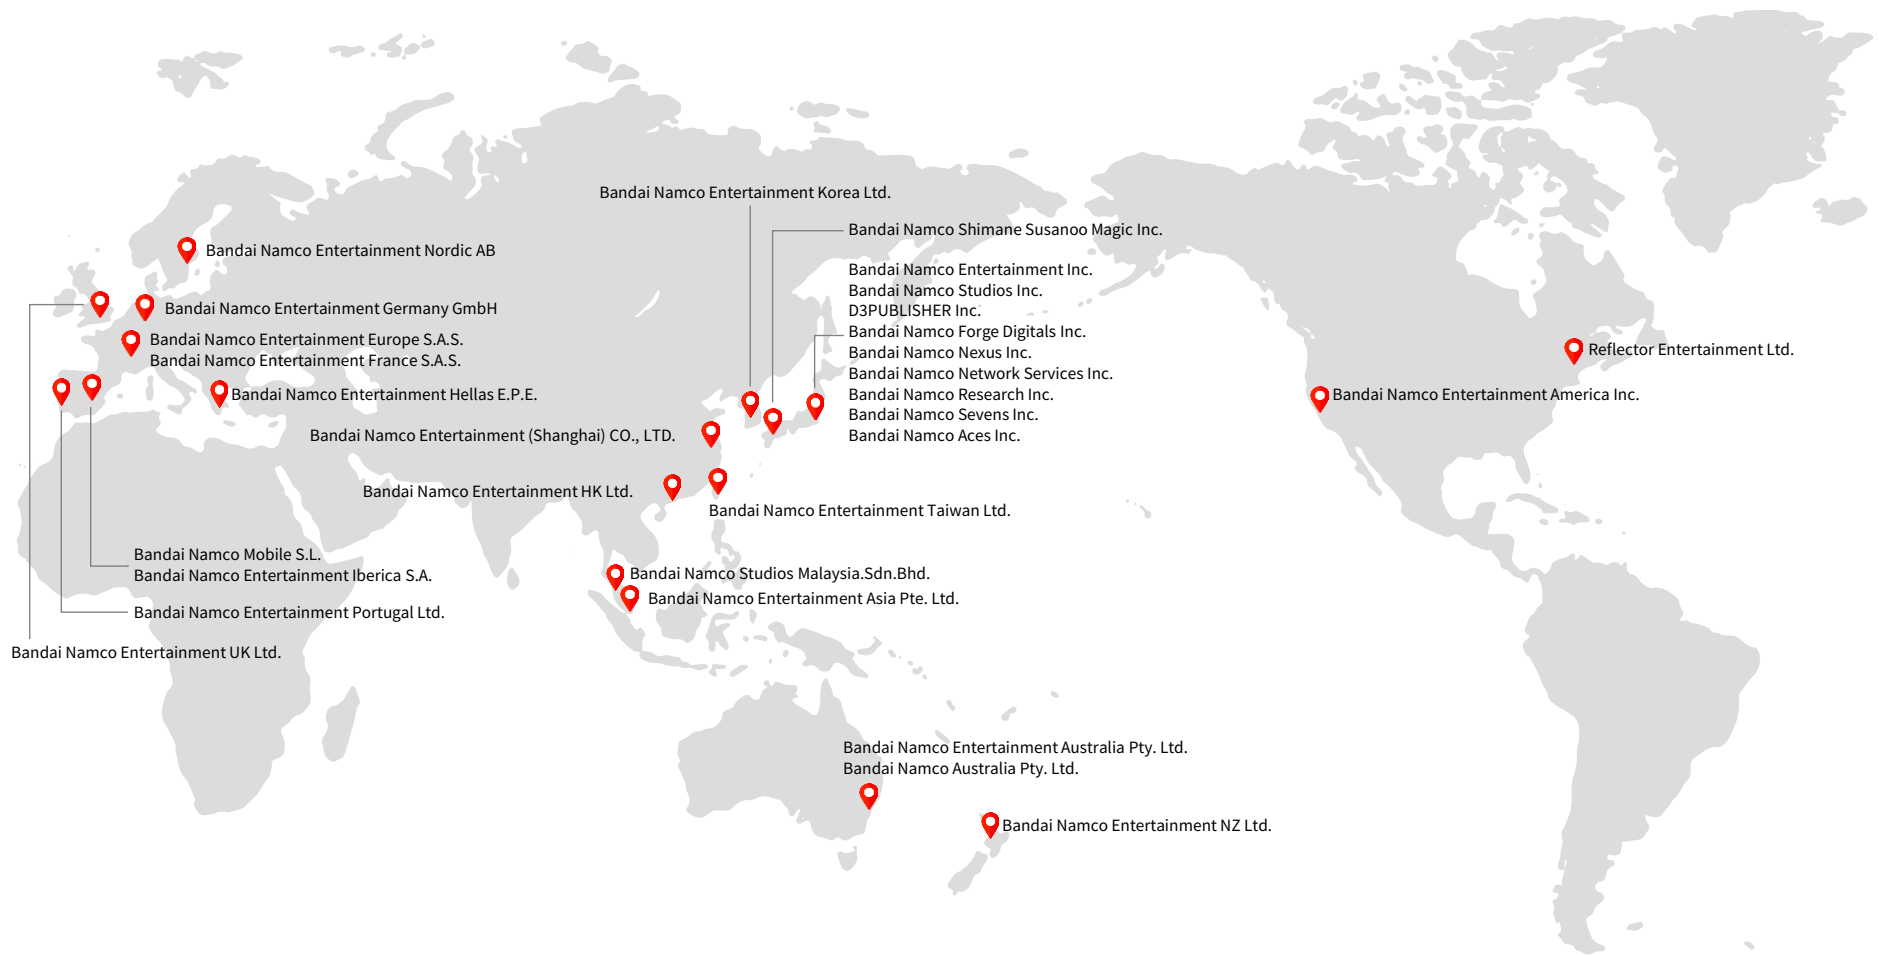 Bandai Namco Entertainment Korea Ltd.
Bandai Namco Shimane Susanoo Magic Inc.
Bandai Namco Entertainment Nordic AB
Bandai Namco Entertainment Inc.
Bandai Namco Studios Inc.
D3PUBLISHER Inc.
Bandai Namco Forge Digitals Inc.
Bandai Namco Nexus Inc.
Bandai Namco Network Services Inc.
Bandai Namco Research Inc.
Bandai Namco Sevens Inc.
Bandai Namco Aces Inc.
Bandai Namco Entertainment Germany GmbH
Bandai Namco Entertainment Europe S.A.S.
Bandai Namco Entertainment France S.A.S.
Reflector Entertainment Ltd.
Bandai Namco Entertainment Hellas E.P.E.
Bandai Namco Entertainment America Inc.
Bandai Namco Entertainment (Shanghai) CO., LTD.
Bandai Namco Entertainment HK Ltd.
Bandai Namco Entertainment Taiwan Ltd.
Bandai Namco Mobile S.L.
Bandai Namco Entertainment Iberica S.A.
Bandai Namco Studios Malaysia.Sdn.Bhd.
Bandai Namco Entertainment Asia Pte. Ltd.
Bandai Namco Entertainment Portugal Ltd.
Bandai Namco Entertainment UK Ltd.
Bandai Namco Entertainment Australia Pty. Ltd.
Bandai Namco Australia Pty. Ltd.
Bandai Namco Entertainment NZ Ltd.